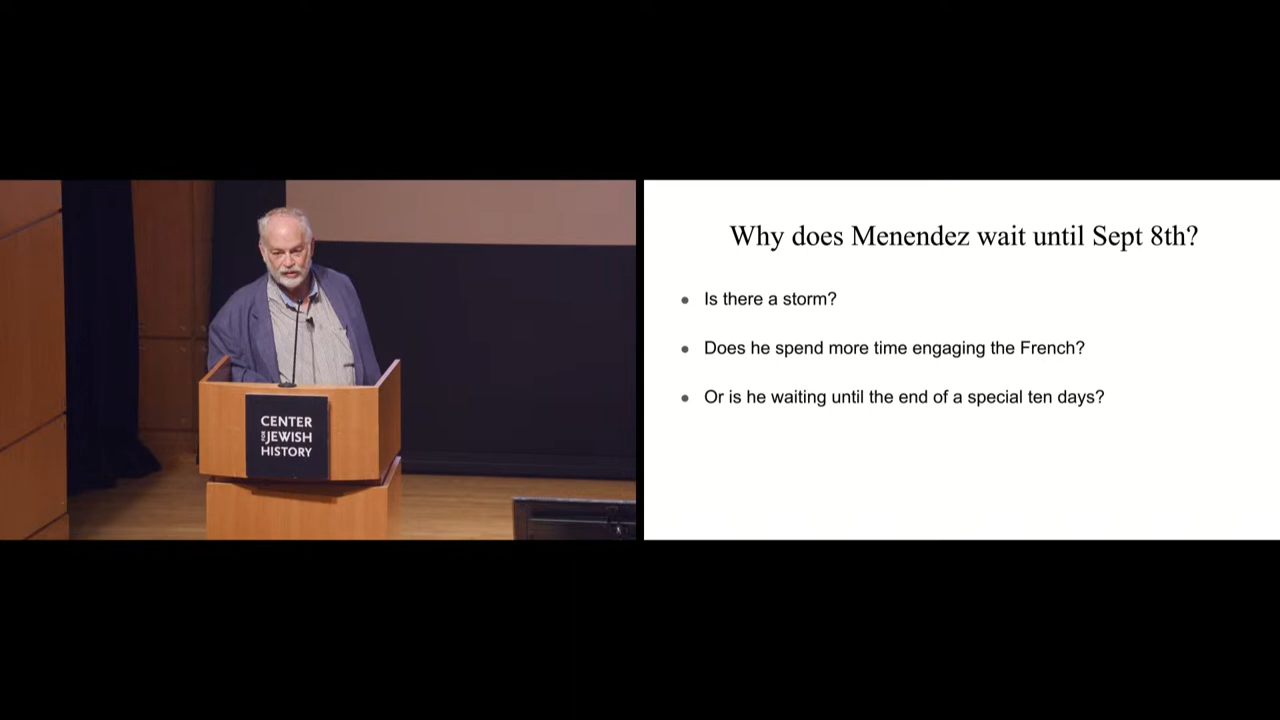 CENTER
FOR JEWISH
HISTORY
Why does Menendez wait until Sept 8th?
● Is there a storm?
● Does he spend more time engaging the French?
● Or is he waiting until the end of a special ten days?